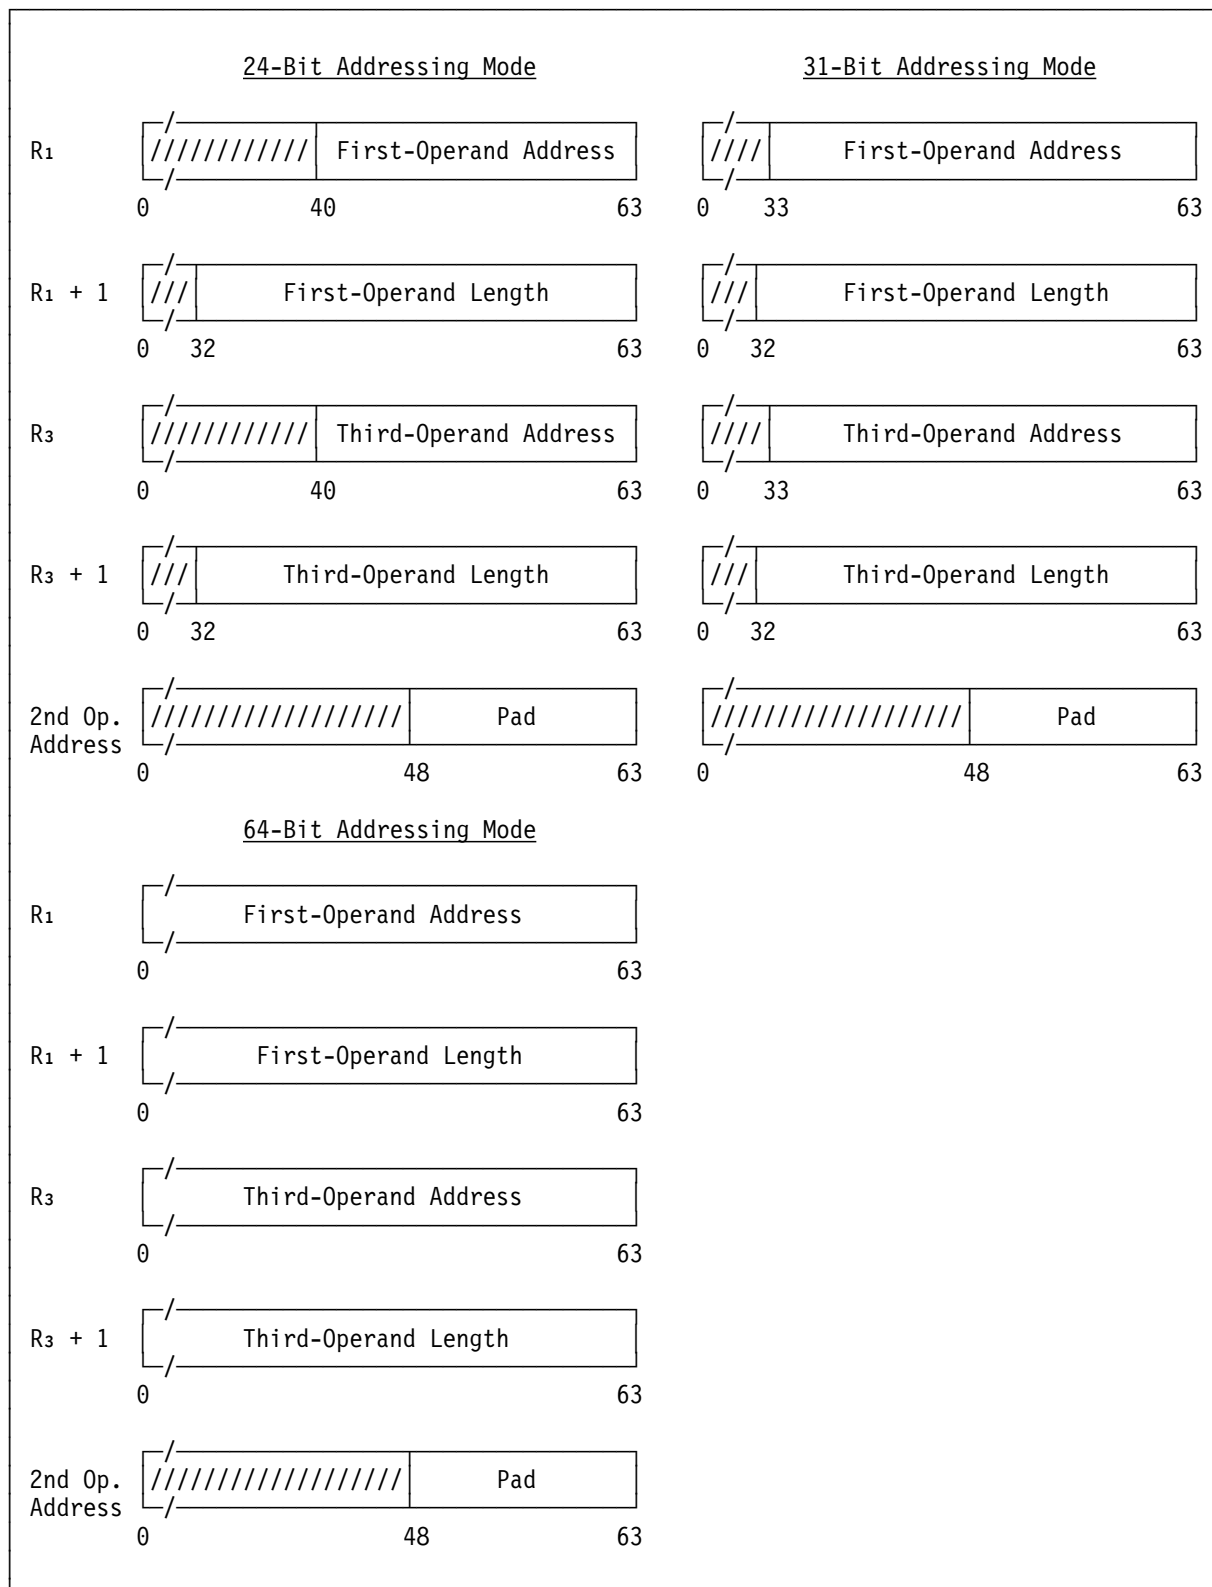 24-Bit Addressing Mode 31-Bit Addressing Mode
R₁ //////////// First-Operand Address //// First-Operand Address
0 40 63 0 33 63
R₁ + 1 /// First-Operand Length /// First-Operand Length
0 32 63 0 32 63
R₃ //////////// Third-Operand Address //// Third-Operand Address
0 40 63 0 33 63
R₃ + 1 /// Third-Operand Length /// Third-Operand Length
0 32 63 0 32 63
2nd Op. /////////////////// Pad /////////////////// Pad
Address
0 48 63 0 48 63
64-Bit Addressing Mode
R₁ First-Operand Address
0 63
R₁ + 1 First-Operand Length
0 63
R₃ Third-Operand Address
0 63
R₃ + 1 Third-Operand Length
0 63
2nd Op. /////////////////// Pad
Address
0 48 63